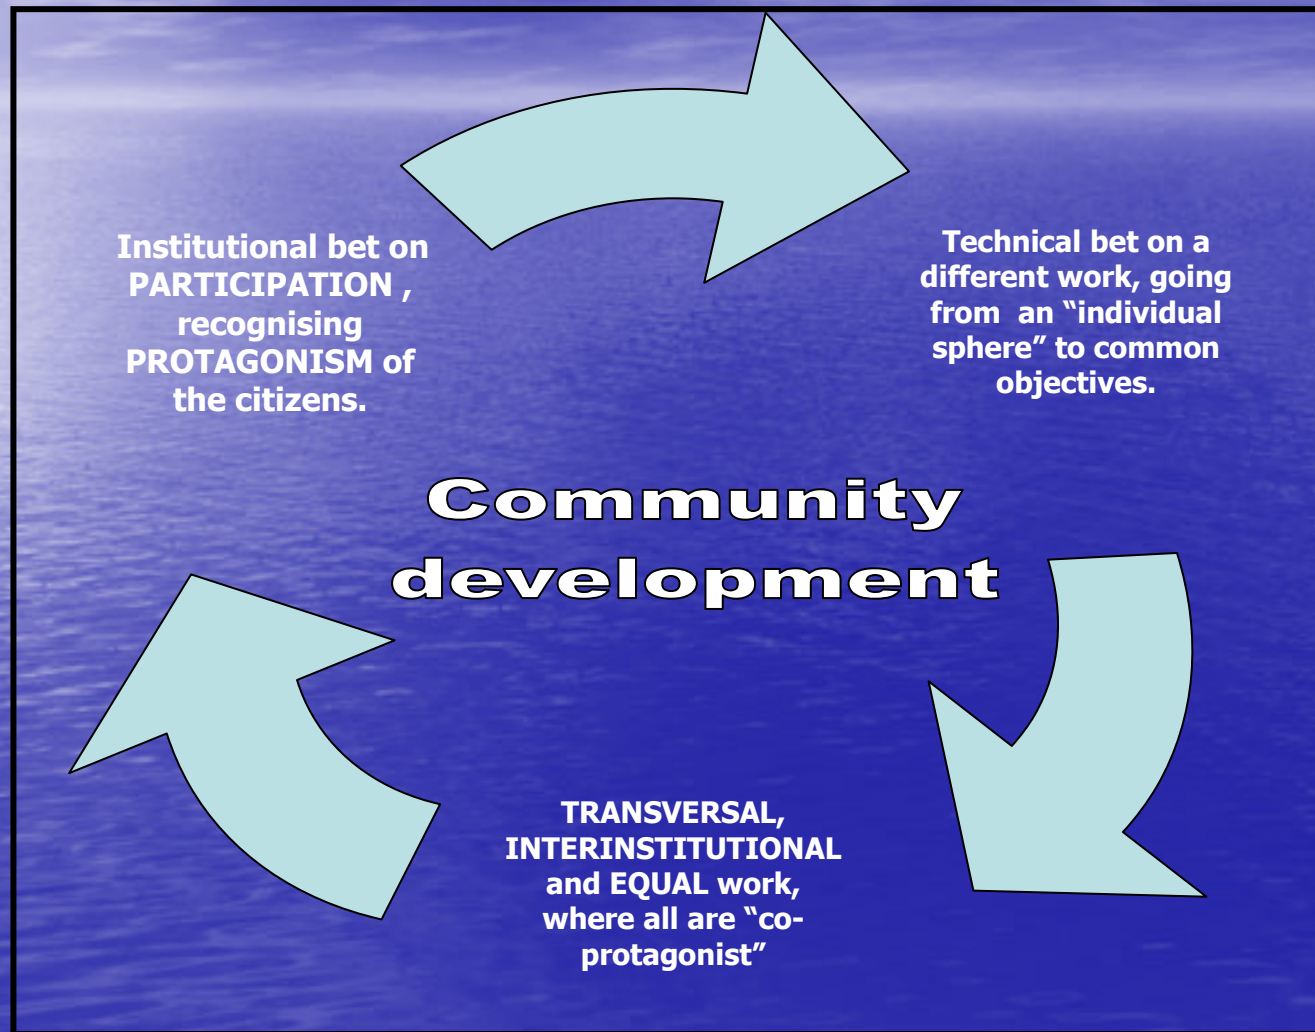 Institutional bet on
PARTICIPATION ,
recognising
PROTAGONISM of
the citizens.
Technical bet on a
different work, going
from  an “individual
sphere” to common
objectives.
Community
development
TRANSVERSAL,
INTERINSTITUTIONAL
and EQUAL work,
where all are “co-
protagonist”